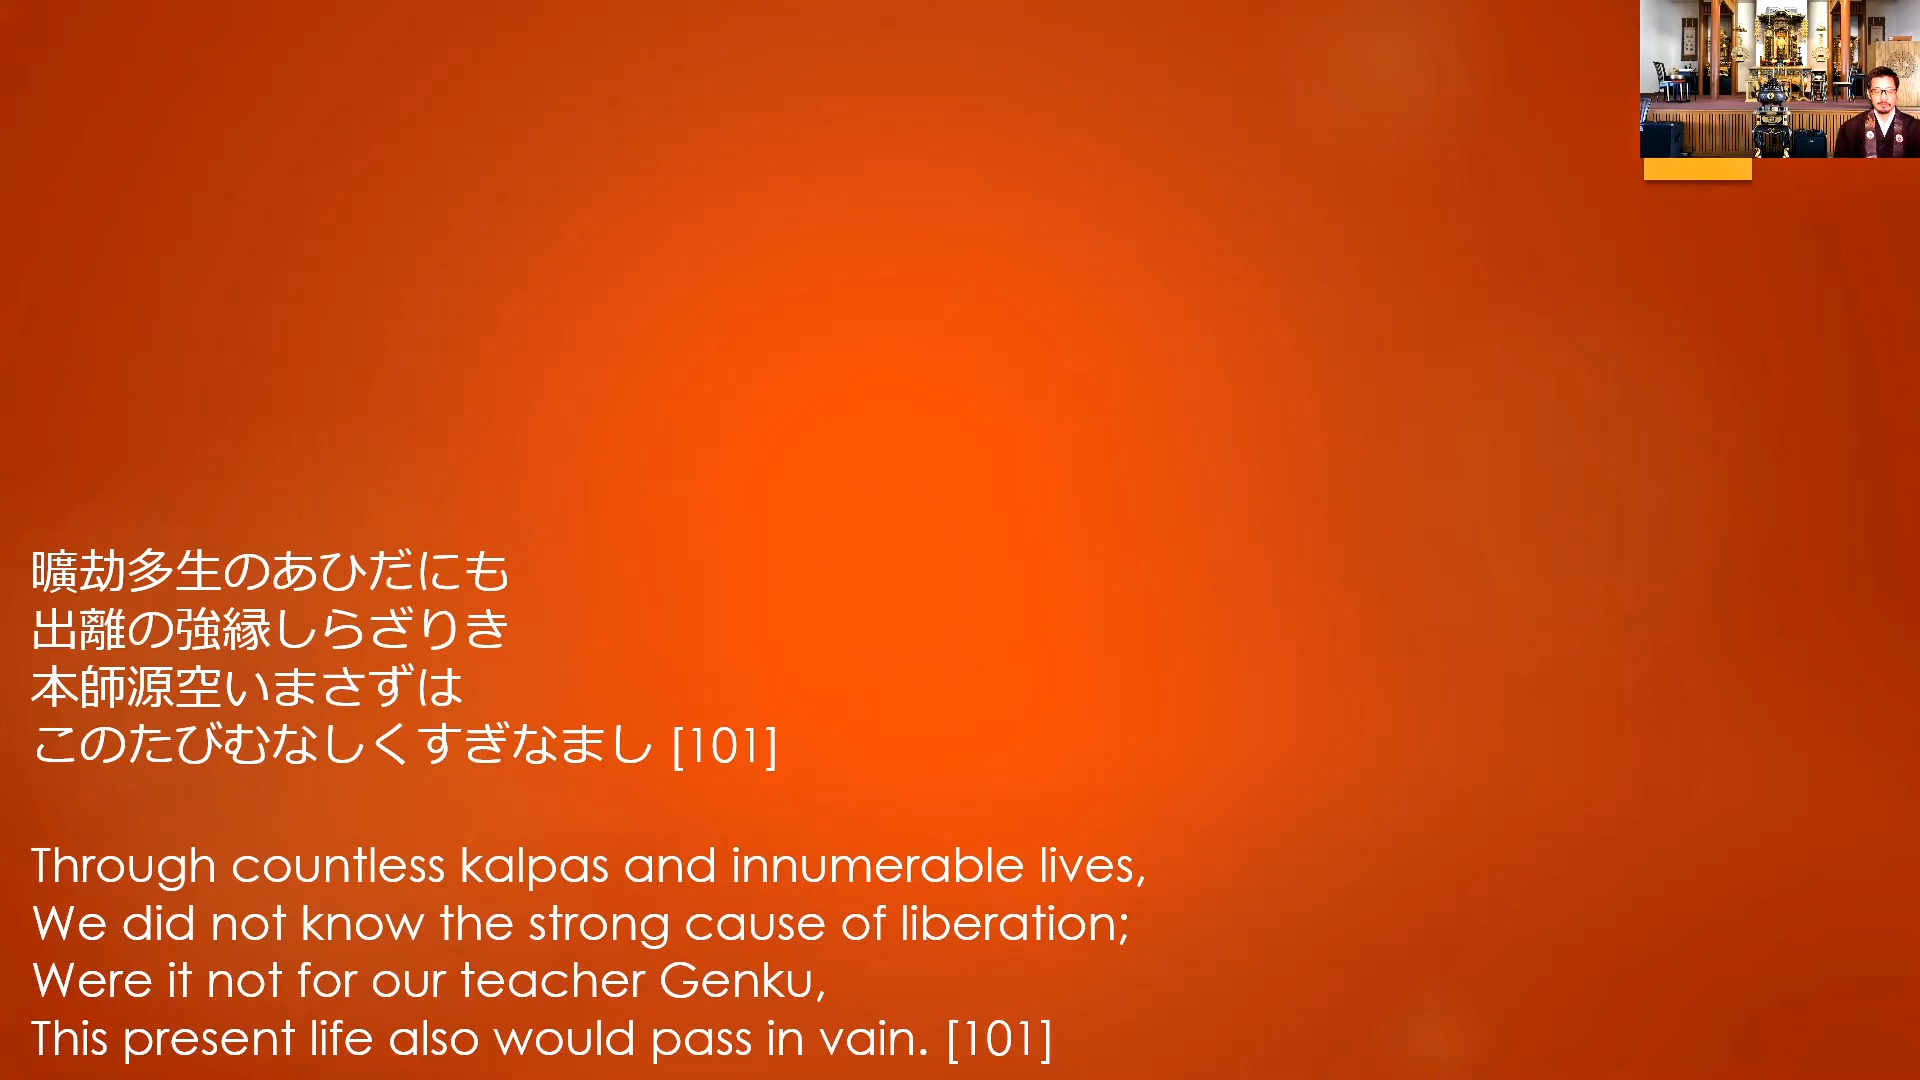 曠劫多生のあひだにも
出離の強縁しらざりき
本師源空いまさずは
このたびむなしくすぎなまし [101]
Through countless kalpas and innumerable lives,
We did not know the strong cause of liberation;
Were it not for our teacher Genku,
This present life also would pass in vain. [101]